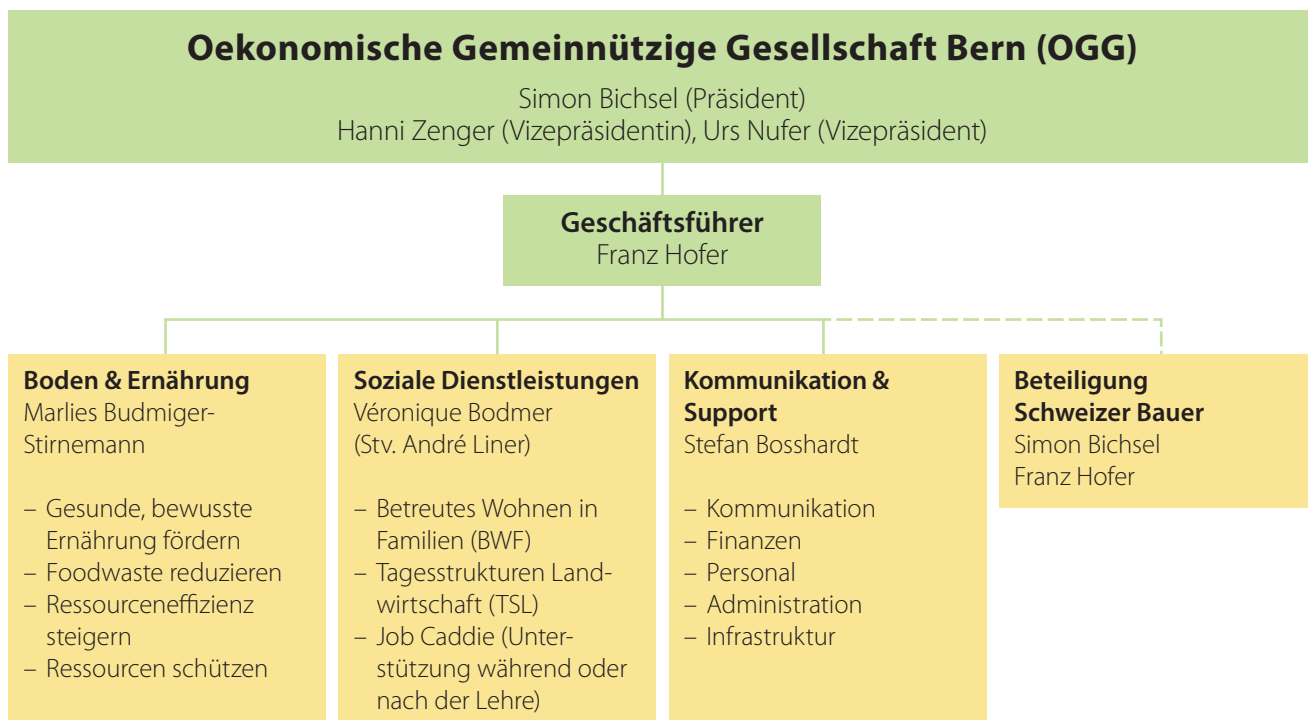 Oekonomische Gemeinnützige Gesellschaft Bern (OGG)
Simon Bichsel (Präsident)
Hanni Zenger (Vizepräsidentin), Urs Nufer (Vizepräsident)
Geschäftsführer
Franz Hofer
Boden & Ernährung
Marlies Budmiger-
Stirnemann
– Gesunde, bewusste
Ernährung fördern
– Foodwaste reduzieren
– Ressourceneffizienz
steigern
– Ressourcen schützen
Soziale Dienstleistungen
Véronique Bodmer
(Stv. André Liner)
– Betreutes Wohnen in
Familien (BWF)
– Tagesstrukturen Land-
wirtschaft (TSL)
– Job Caddie (Unter-
stützung während oder
nach der Lehre)
Kommunikation &
Support
Stefan Bosshardt
– Kommunikation
– Finanzen
– Personal
– Administration
– Infrastruktur
Beteiligung
Schweizer Bauer
Simon Bichsel
Franz Hofer